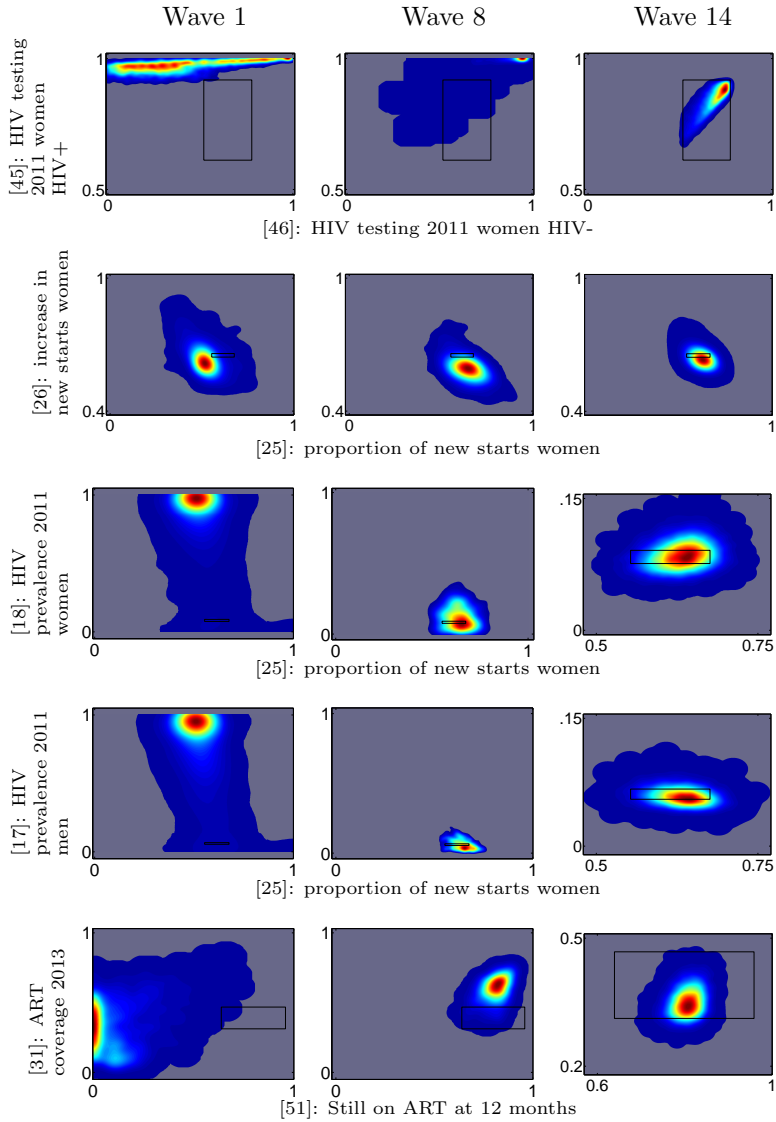 Wave 1 Wave 8 Wave 14
[45]: HIV testing
2011 women
HIV+
1
0.5
0 1
1
0.5
0 1
1
0.5
0 1
[46]: HIV testing 2011 women HIV-
[26]: increase in
new starts women
1
0.4
0 1
1
0.4
0 1
1
0.4
0 1
[25]: proportion of new starts women
[18]: HIV
prevalence 2011
women
1
0
0 1
1
0
0 1
.15
0
0.5 0.75
[25]: proportion of new starts women
[17]: HIV
prevalence 2011
men
1
0
0 1
1
0
0 1
.15
0
0.5 0.77
[25]: proportion of new starts women
[31]: ART
coverage 2013
1
0
0 1
1
0
0 1
0.5
0.2
0.6 1
[51]: Still on ART at 12 months